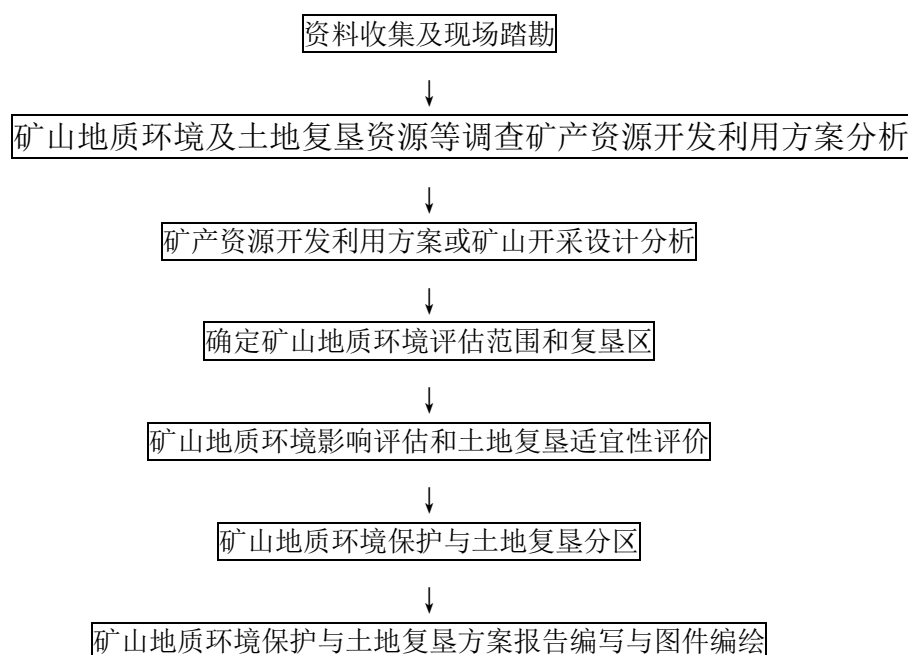 资料收集及现场踏勘
矿山地质环境及土地复垦资源等调查矿产资源开发利用方案分析
矿产资源开发利用方案或矿山开采设计分析
确定矿山地质环境评估范围和复垦区
矿山地质环境影响评估和土地复垦适宜性评价
矿山地质环境保护与土地复垦分区
矿山地质环境保护与土地复垦方案报告编写与图件编绘